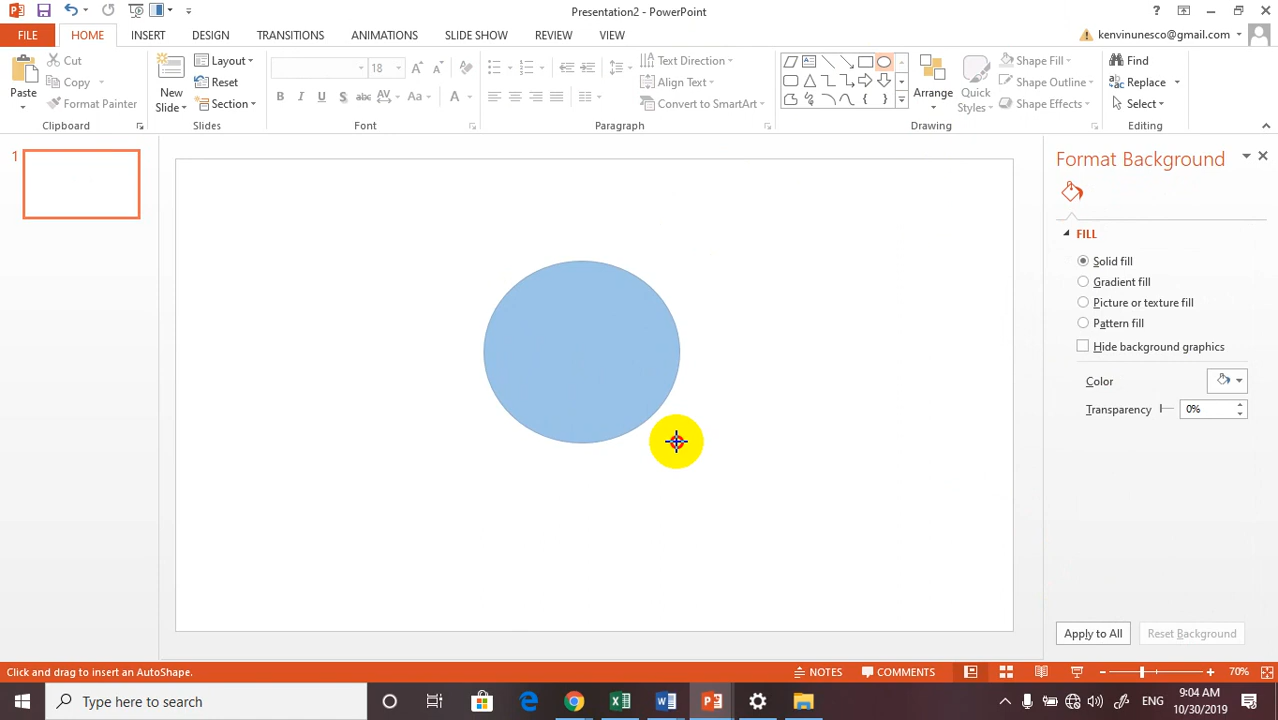 Presentation2 - PowerPoint
?
FILE
HOME
INSERT
DESIGN
TRANSITIONS
ANIMATIONS
SLIDE SHOW
REVIEW
VIEW
kenvinunesco@gmail.com
Paste
Cut
Copy
Format Painter
Clipboard
New
Slide
Layout
Reset
Section
Slides
18
B I U S abc AV Aa A
Font
Text Direction
Align Text
Convert to SmartArt
Paragraph
Arrange
Quick
Styles
Shape Fill
Shape Outline
Shape Effects
Drawing
Find
Replace
Select
Editing
1
Format Background
FILL
Solid fill
Gradient fill
Picture or texture fill
Pattern fill
Hide background graphics
Color
Transparency 0%
Apply to All
Reset Background
Click and drag to insert an AutoShape.
NOTES
COMMENTS
70%
Type here to search
ENG
9:04 AM
10/30/2019